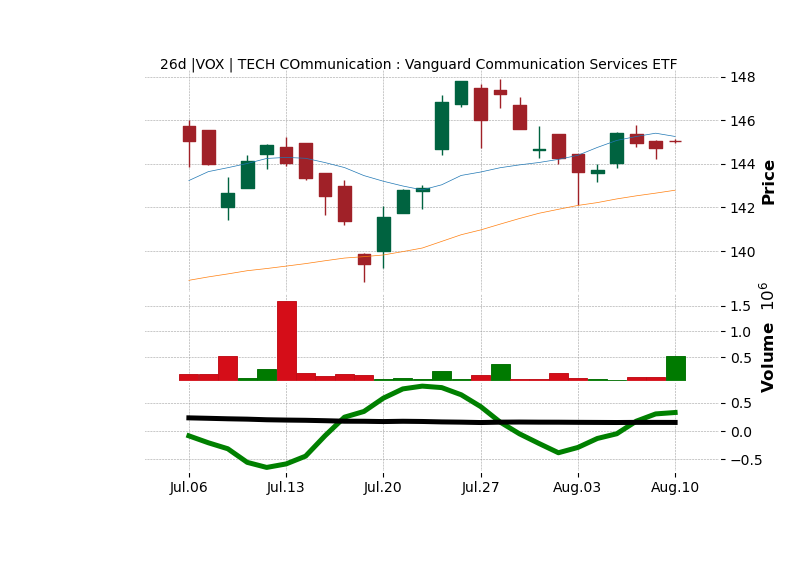 26d |VOX | TECH COmmunication : Vanguard Communication Services ETF
148
146
144
142
140
Price
1.5
1.0
0.5
Volume 10^6
0.5
0.0
−0.5
Jul.06 Jul.13 Jul.20 Jul.27 Aug.03 Aug.10